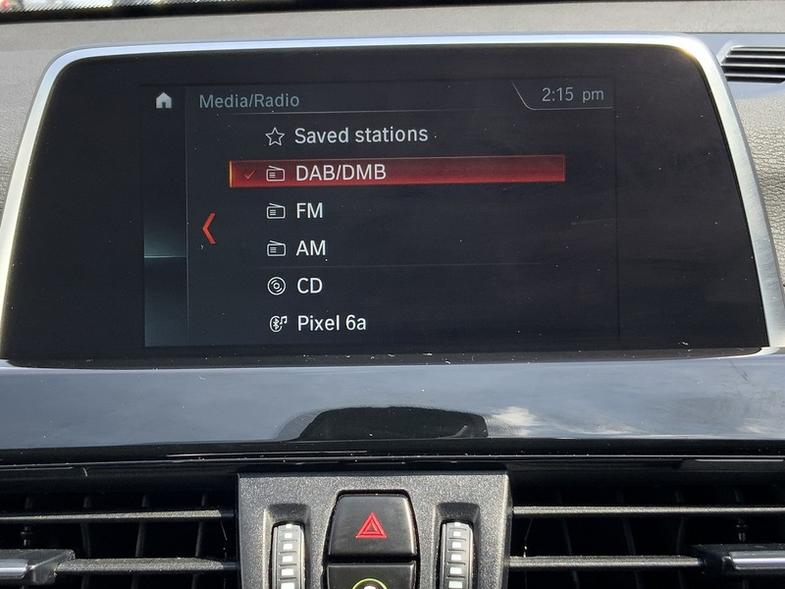 Media/Radio
2:15 pm
Saved stations
DAB/DMB
FM
AM
CD
Pixel 6a